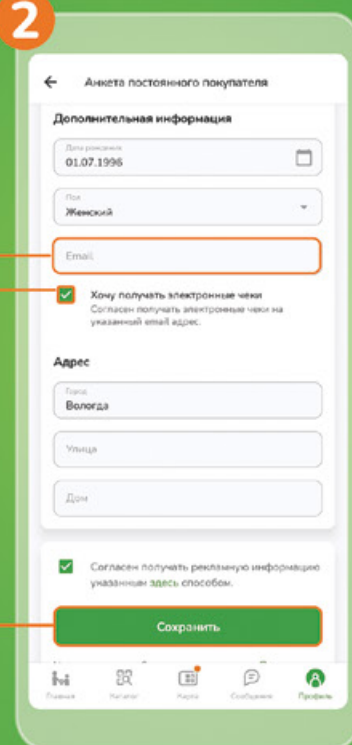 2
Анкета постоянного покупателя
Дополнительная информация
Дата рождения
01.07.1996
Пол
Женский
Email
Хочу получать электронные чеки
Согласен получать электронные чеки на
указанный email адрес.
Адрес
Город
Вологда
Улица
Дом
Согласен получать рекламную информацию
указанным здесь способом.
Сохранить
Главная
Каталог
Карта
Сообщения
Профиль